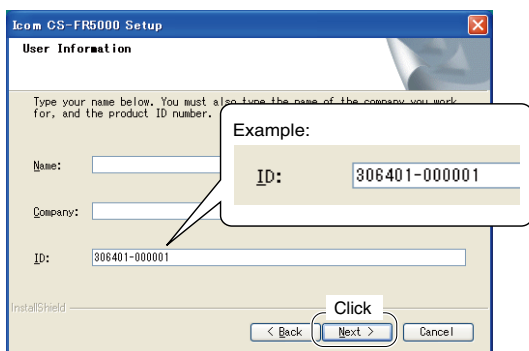 Icom CS-FR5000 Setup
User Information
Type your name below. You must also type the name of the company you work
for, and the product ID number.
Example:
ID: 306401-000001
Name:
Company:
ID: 306401-000001
InstallShield
Click
< Back Next > Cancel